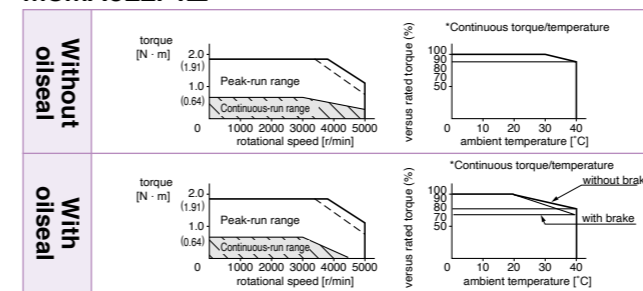 Without oilseal
torque
[N · m]
2.0
(1.91)
1.0
(0.64)
0
Peak-run range
Continuous-run range
1000 2000 3000 4000 5000
rotational speed [r/min]
*Continuous torque/temperature
versus rated torque (%)
100
90
80
70
50
0 10 20 30 40
ambient temperature [˚C]
With oilseal
torque
[N · m]
2.0
(1.91)
1.0
(0.64)
0
Peak-run range
Continuous-run range
1000 2000 3000 4000 5000
rotational speed [r/min]
*Continuous torque/temperature
versus rated torque (%)
100
90
80
70
50
without brak
with brake
0 10 20 30 40
ambient temperature [˚C]